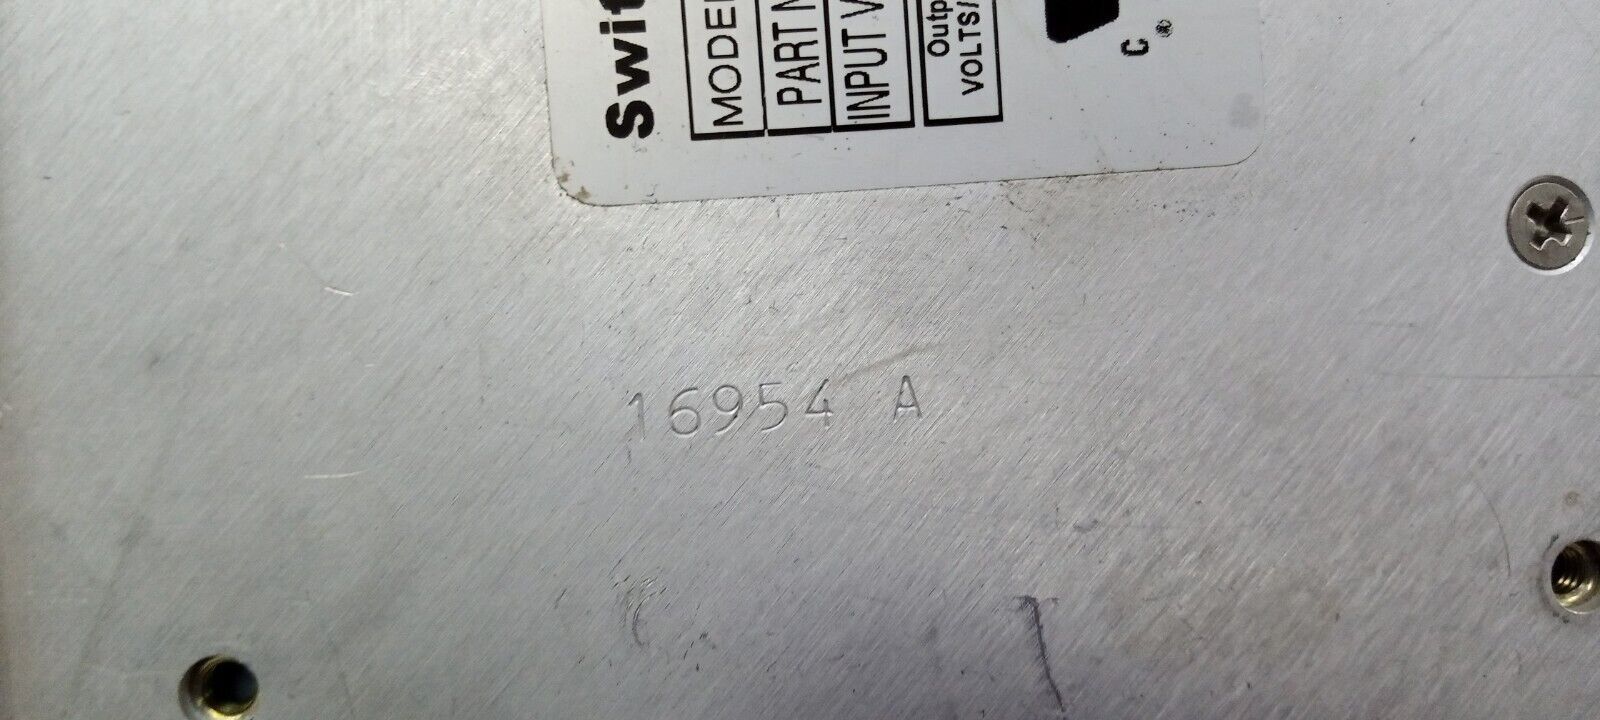 Swit
MODEL
PART N
INPUT V
Outp
VOLTS/
C
®
16954 A